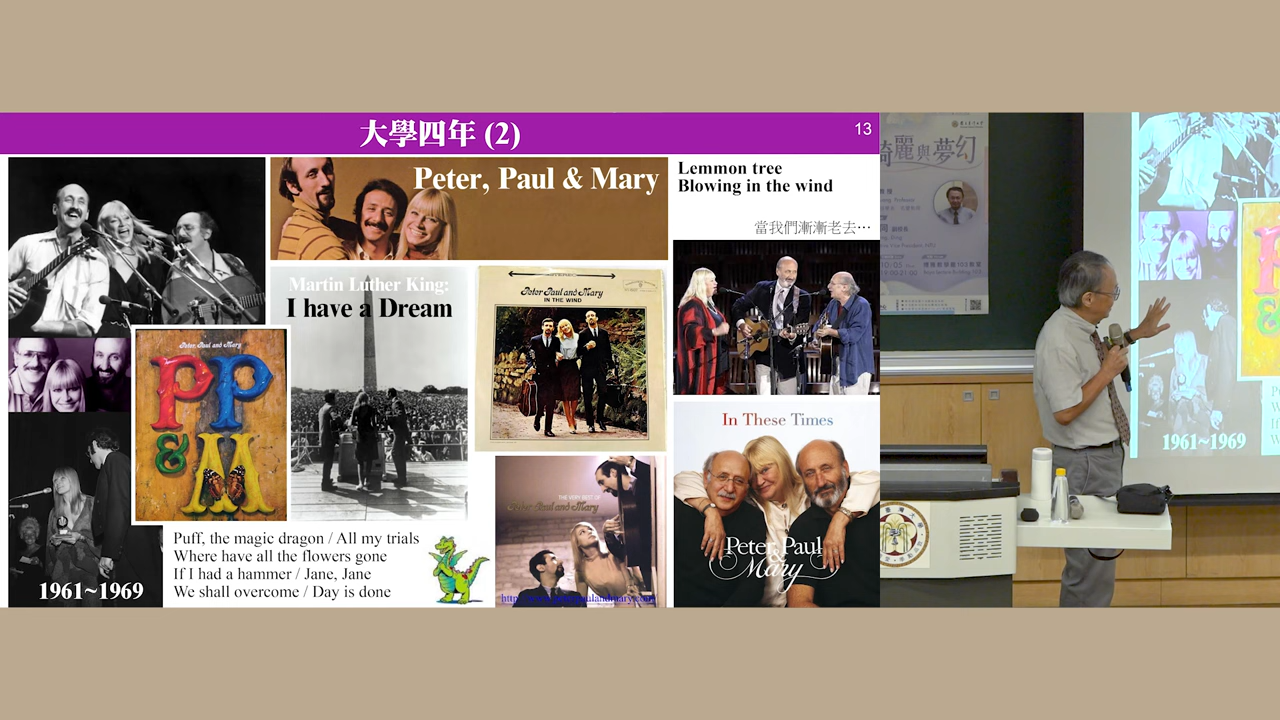 大學四年 (2)
13
Peter, Paul & Mary
Lemmon tree
Blowing in the wind
當我們漸漸老去…
Martin Luther King:
I have a Dream
STEREO
Peter, Paul and Mary
IN THE WIND
Peter, Paul and Mary
PP
&M
In These Times
Peter, Paul
& Mary
THE VERY BEST OF
Peter, Paul and Mary
Puff, the magic dragon / All my trials
Where have all the flowers gone
If I had a hammer / Jane, Jane
We shall overcome / Day is done
1961~1969
綺麗與夢幻
1961~1969